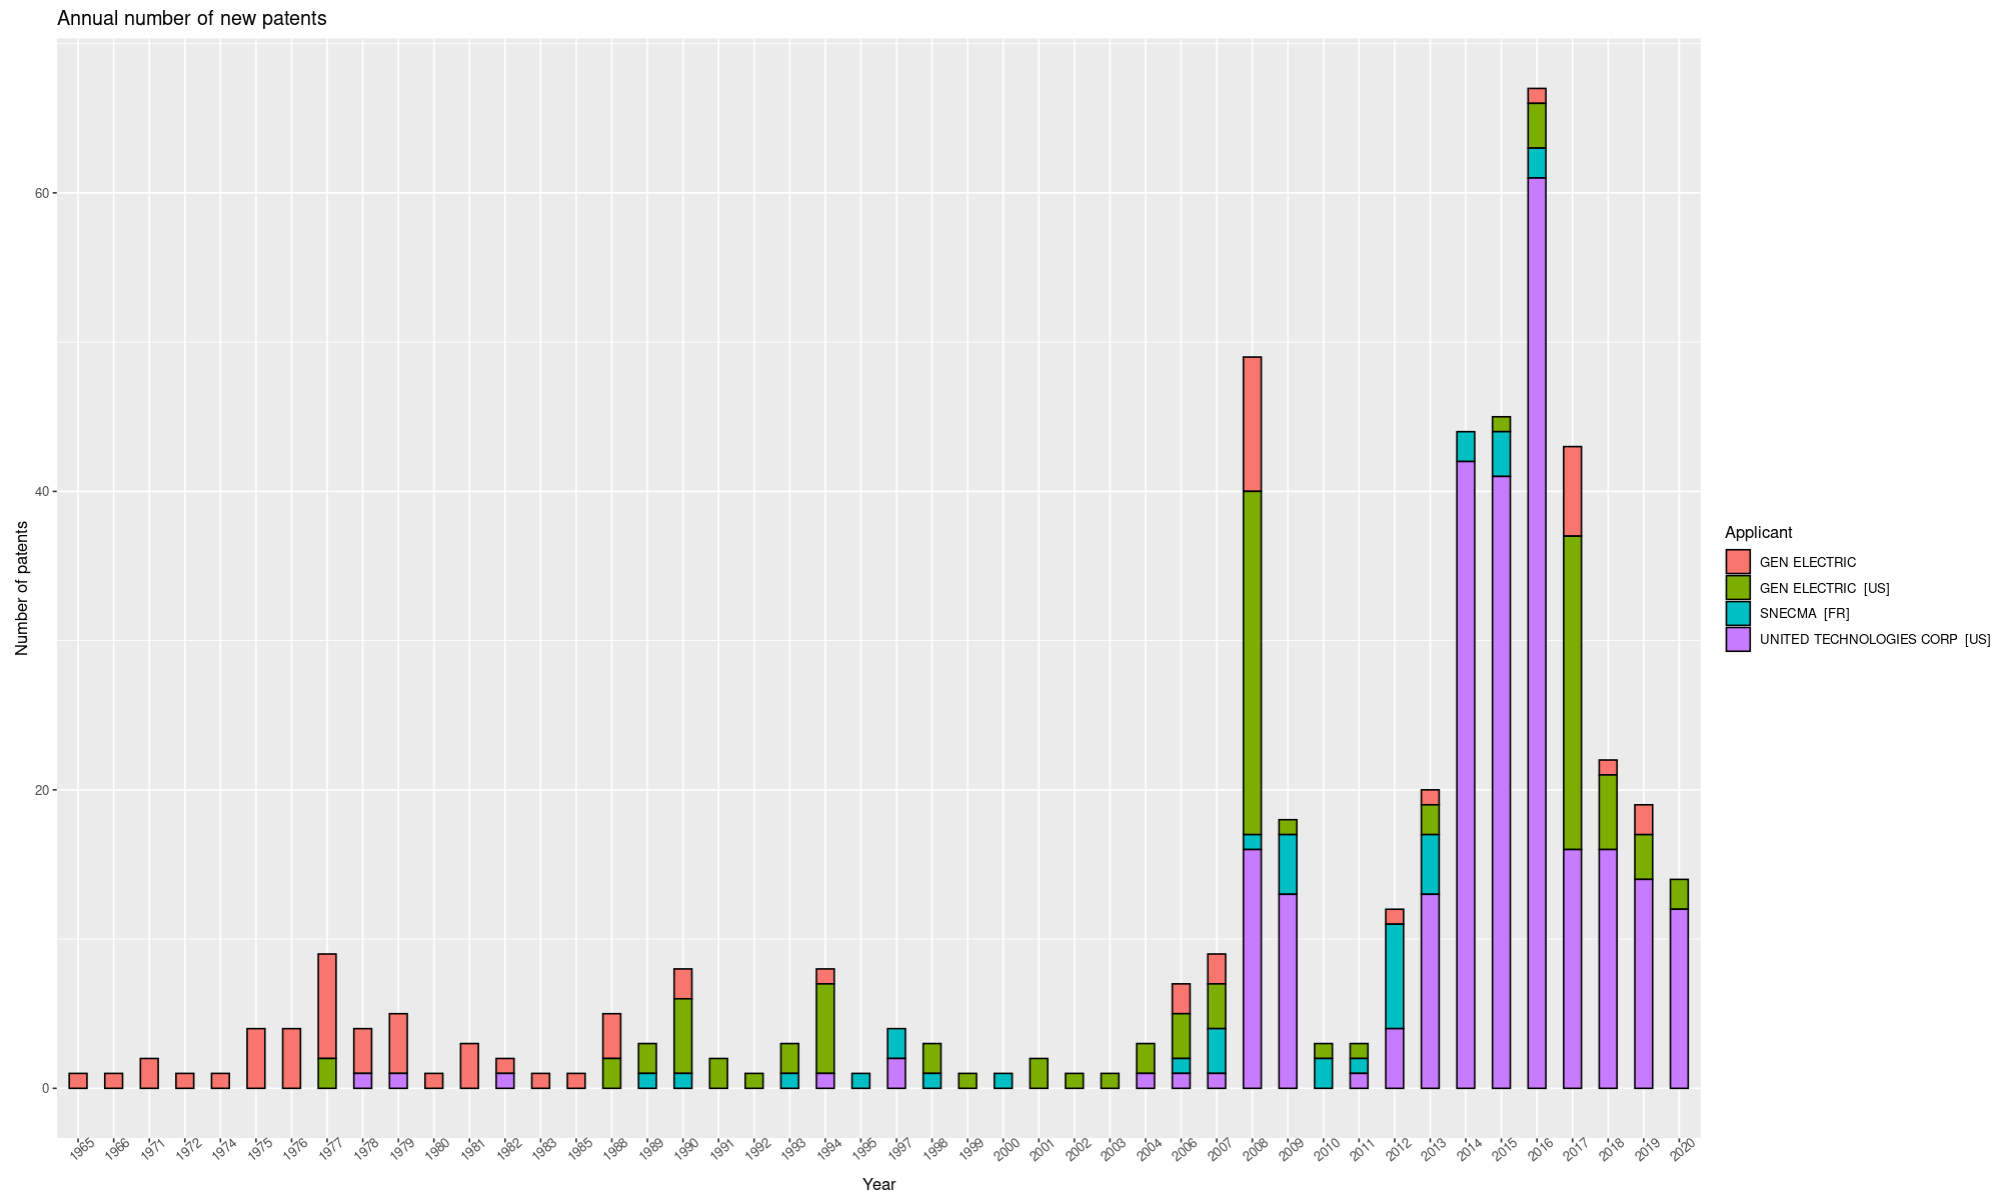 Annual number of new patents
Number of patents
60
40
20
0
1965 1966 1971 1972 1974 1975 1976 1977 1978 1979 1980 1981 1982 1983 1985 1988 1989 1990 1991 1992 1993 1994 1995 1997 1998 1999 2000 2001 2002 2003 2004 2006 2007 2008 2009 2010 2011 2012 2013 2014 2015 2016 2017 2018 2019 2020
Year
Applicant
GEN ELECTRIC
GEN ELECTRIC [US]
SNECMA [FR]
UNITED TECHNOLOGIES CORP [US]